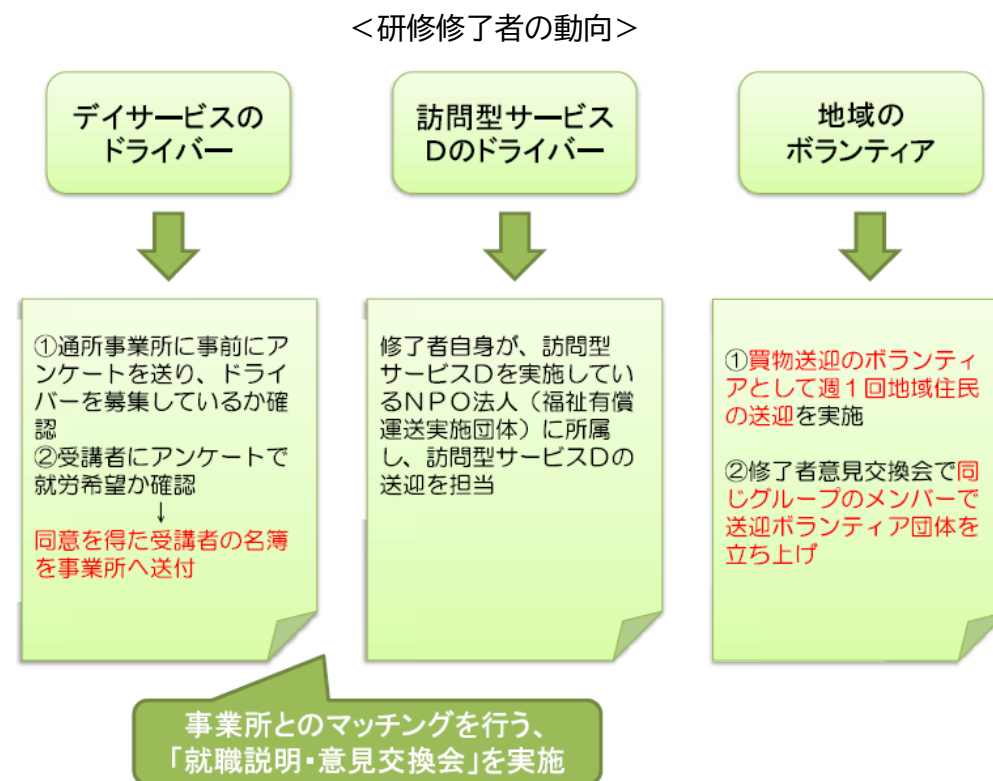 ＜研修修了者の動向＞
デイサービスの
ドライバー
訪問型サービス
Ｄのドライバー
地域の
ボランティア
①通所事業所に事前にア
ンケートを送り、ドライ
バーを募集しているか確
認
②受講者にアンケートで
就労希望か確認
↓
同意を得た受講者の名簿
を事業所へ送付
修了者自身が、訪問型
サービスDを実施してい
るＮＰＯ法人（福祉有償
運送実施団体）に所属
し、訪問型サービスDの
送迎を担当
①買物送迎のボランティ
アとして週１回地域住民
の送迎を実施
②修了者意見交換会で同
じグループのメンバーで
送迎ボランティア団体を
立ち上げ
事業所とのマッチングを行う、
「就職説明・意見交換会」を実施